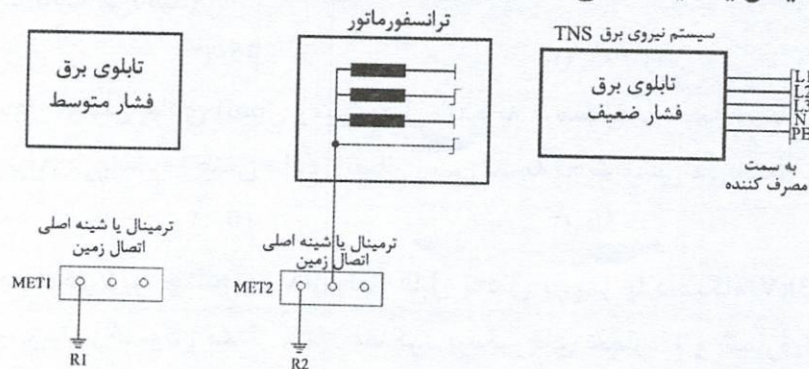 ترانسفورماتور
سیستم نیروی برق TNS
تابلوی برق
فشار متوسط
تابلوی برق
فشار ضعیف
L1
L2
L3
N
PE
به سمت
مصرف کننده
ترمینال یا شینه اصلی
اتصال زمین
MET1
R1
ترمینال یا شینه اصلی
اتصال زمین
MET2
R2